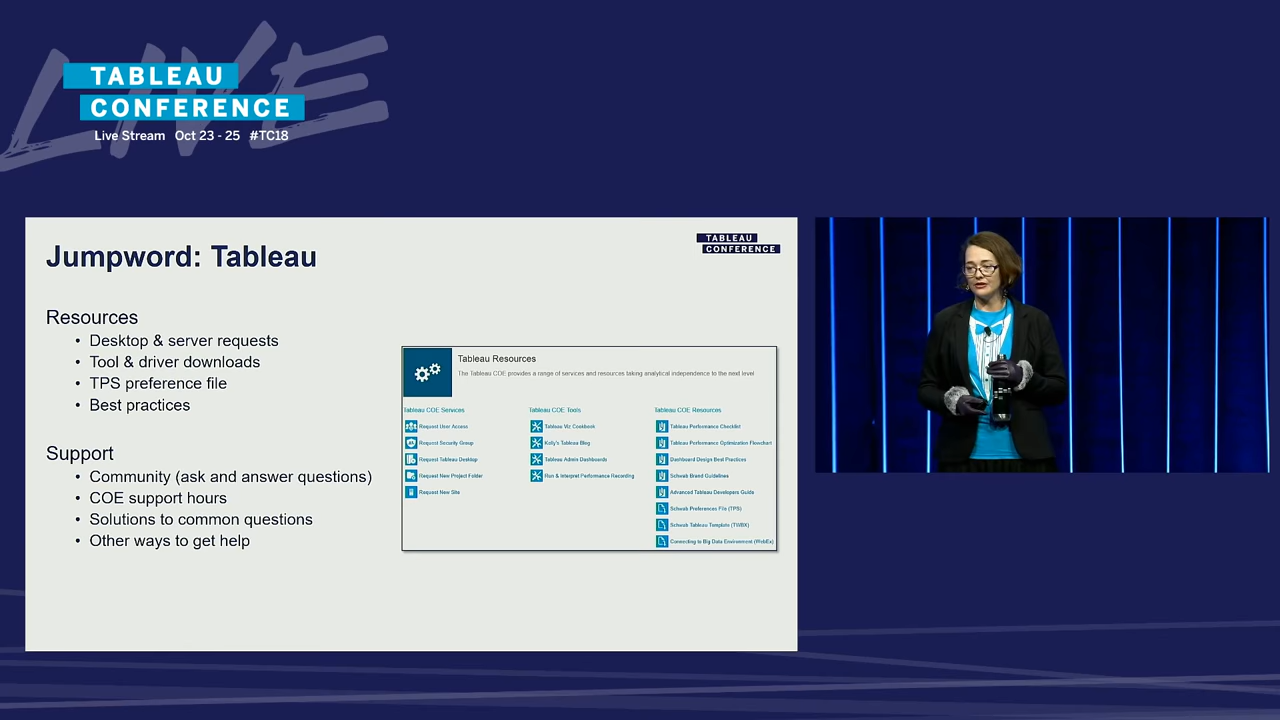 LIVE
TABLEAU
CONFERENCE
Live Stream Oct 23 - 25 #TC18
Jumpword: Tableau
TABLEAU
CONFERENCE
Resources
• Desktop & server requests
• Tool & driver downloads
• TPS preference file
• Best practices
Support
• Community (ask and answer questions)
• COE support hours
• Solutions to common questions
• Other ways to get help
Tableau Resources
The Tableau COE provides a range of services and resources taking analytical independence to the next level
Tableau COE Services
Request User Access
Request Security Group
Request Tableau Desktop
Request New Project Folder
Request New Site
Tableau COE Tools
Tableau Viz Cookbook
Kelly's Tableau Blog
Tableau Admin Dashboards
Run & Interpret Performance Recording
Tableau COE Resources
Tableau Performance Checklist
Tableau Performance Optimization Flowchart
Dashboard Design Best Practices
Schwab Brand Guidelines
Advanced Tableau Developers Guide
Schwab Preferences File (TPS)
Schwab Tableau Template (TWBX)
Connecting to Big Data Environment (WebEx)